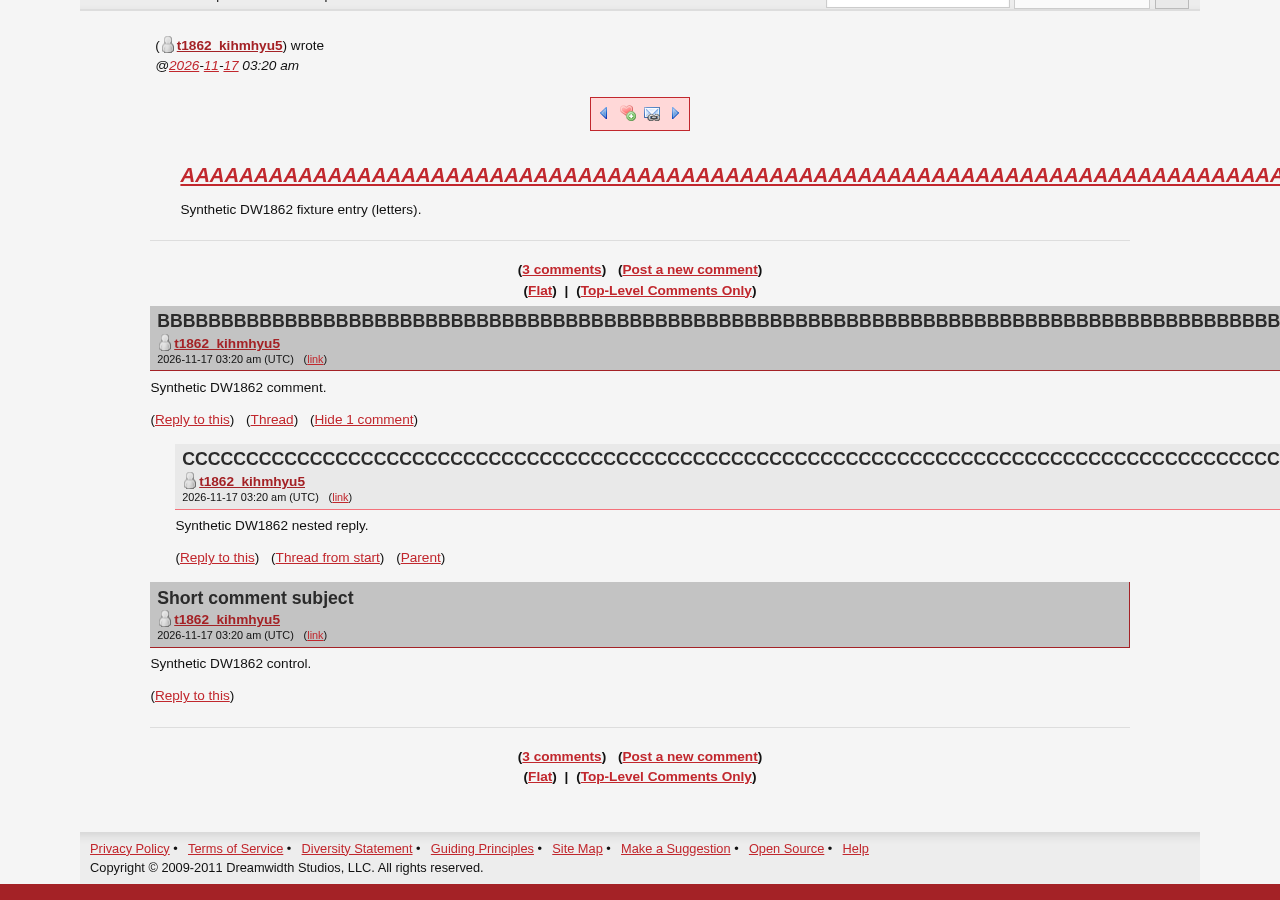 (t1862_kihmhyu5) wrote
@2026-11-17 03:20 am
AAAAAAAAAAAAAAAAAAAAAAAAAAAAAAAAAAAAAAAAAAAAAAAAAAAAAAAAAAAAAAAAAAAAAAAAAAA
Synthetic DW1862 fixture entry (letters).
(3 comments) (Post a new comment)
(Flat) | (Top-Level Comments Only)
BBBBBBBBBBBBBBBBBBBBBBBBBBBBBBBBBBBBBBBBBBBBBBBBBBBBBBBBBBBBBBBBBBBBBBBBBBBBBBBBBBBBBBBB
t1862_kihmhyu5
2026-11-17 03:20 am (UTC) (link)
Synthetic DW1862 comment.
(Reply to this) (Thread) (Hide 1 comment)
CCCCCCCCCCCCCCCCCCCCCCCCCCCCCCCCCCCCCCCCCCCCCCCCCCCCCCCCCCCCCCCCCCCCCCCCCCCCCCCCCCCCCC
t1862_kihmhyu5
2026-11-17 03:20 am (UTC) (link)
Synthetic DW1862 nested reply.
(Reply to this) (Thread from start) (Parent)
Short comment subject
t1862_kihmhyu5
2026-11-17 03:20 am (UTC) (link)
Synthetic DW1862 control.
(Reply to this)
(3 comments) (Post a new comment)
(Flat) | (Top-Level Comments Only)
Privacy Policy • Terms of Service • Diversity Statement • Guiding Principles • Site Map • Make a Suggestion • Open Source • Help
Copyright © 2009-2011 Dreamwidth Studios, LLC. All rights reserved.